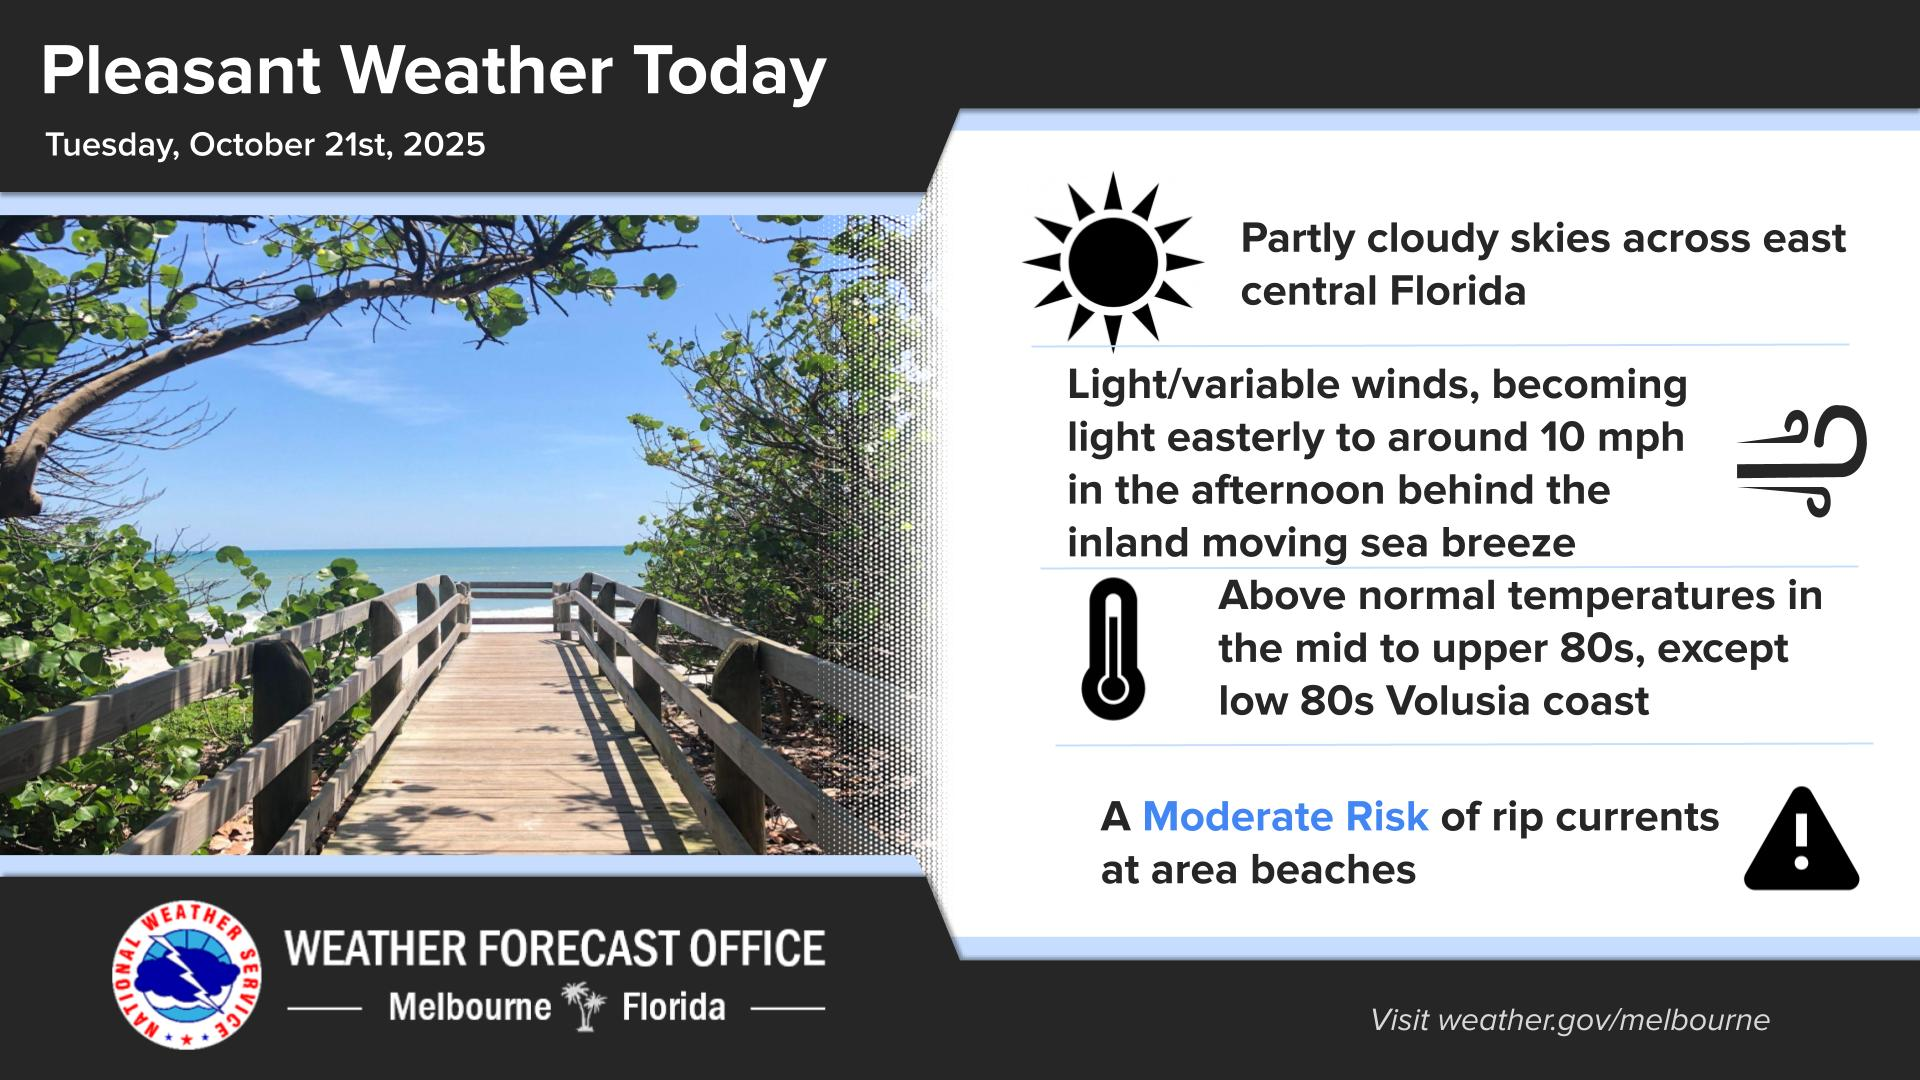 Pleasant Weather Today
Tuesday, October 21st, 2025
Partly cloudy skies across east
central Florida
Light/variable winds, becoming
light easterly to around 10 mph
in the afternoon behind the
inland moving sea breeze
Above normal temperatures in
the mid to upper 80s, except
low 80s Volusia coast
A Moderate Risk of rip currents
at area beaches
NATIONAL WEATHER SERVICE
WEATHER FORECAST OFFICE
Melbourne Florida
Visit weather.gov/melbourne